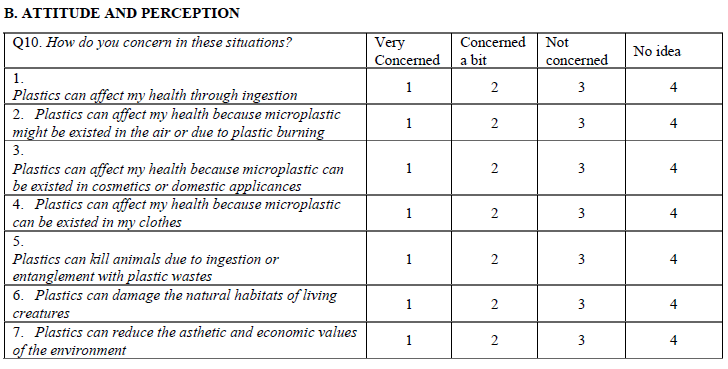 B. ATTITUDE AND PERCEPTION
Q10. How do you concern in these situations?
Very Concerned
Concerned a bit
Not concerned
No idea
1.
Plastics can affect my health through ingestion
1 2 3 4
2. Plastics can affect my health because microplastic
might be existed in the air or due to plastic burning
1 2 3 4
3.
Plastics can affect my health because microplastic can
be existed in cosmetics or domestic applicances
1 2 3 4
4. Plastics can affect my health because microplastic
can be existed in my clothes
1 2 3 4
5.
Plastics can kill animals due to ingestion or
entanglement with plastic wastes
1 2 3 4
6. Plastics can damage the natural habitats of living
creatures
1 2 3 4
7. Plastics can reduce the asthetic and economic values
of the environment
1 2 3 4